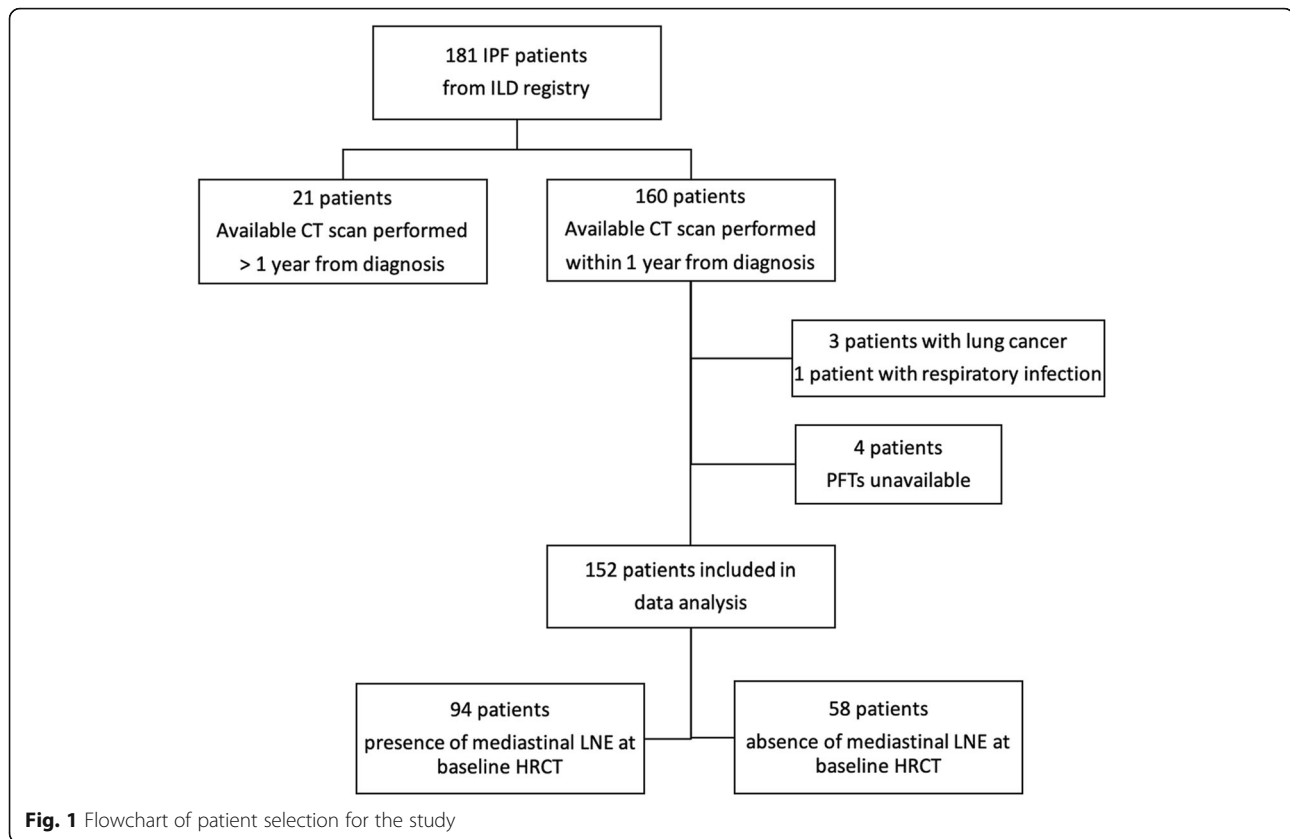 181 IPF patients
from ILD registry
21 patients
Available CT scan performed
> 1 year from diagnosis
160 patients
Available CT scan performed
within 1 year from diagnosis
3 patients with lung cancer
1 patient with respiratory infection
4 patients
PFTs unavailable
152 patients included in
data analysis
94 patients
presence of mediastinal LNE at
baseline HRCT
58 patients
absence of mediastinal LNE at
baseline HRCT
Fig. 1 Flowchart of patient selection for the study